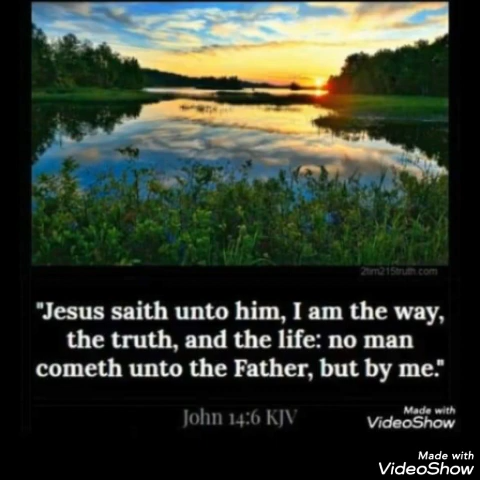 2tim215truth.com
"Jesus saith unto him, I am the way,
the truth, and the life: no man
cometh unto the Father, but by me."
John 14:6 KJV
Made with
VideoShow
Made with
VideoShow